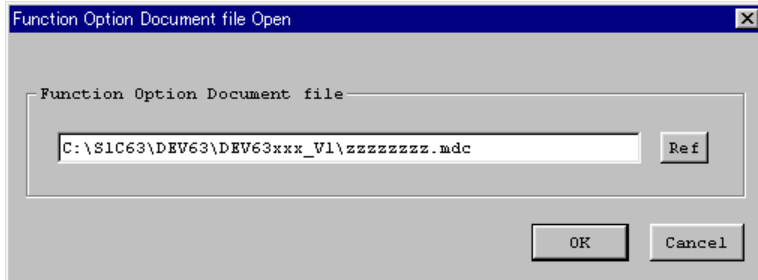 Function Option Document file Open
Function Option Document file
C:\S1C63\DEV63\DEV63xxx_V1\zzzzzzzz.mdc
Ref
OK
Cancel